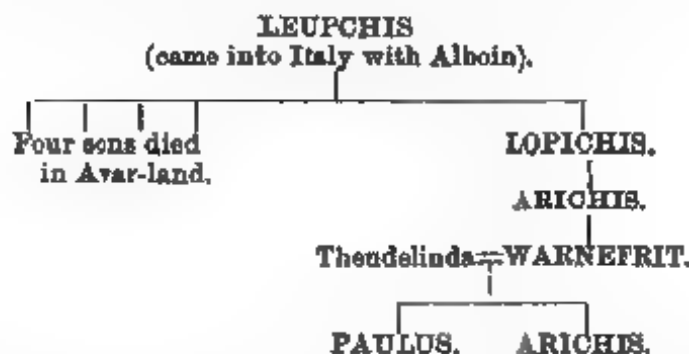 LEUPCHIS
(came into Italy with Alboin).
Four sons died
in Avar-land.
LOPICHIS.
ARICHIS.
Theudelinda=WARNEFRIT.
PAULUS. ARICHIS.